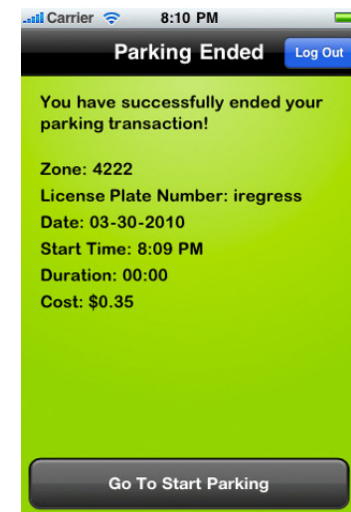 Carrier 8:10 PM
Parking Ended Log Out
You have successfully ended your
parking transaction!
Zone: 4222
License Plate Number: iregress
Date: 03-30-2010
Start Time: 8:09 PM
Duration: 00:00
Cost: $0.35
Go To Start Parking